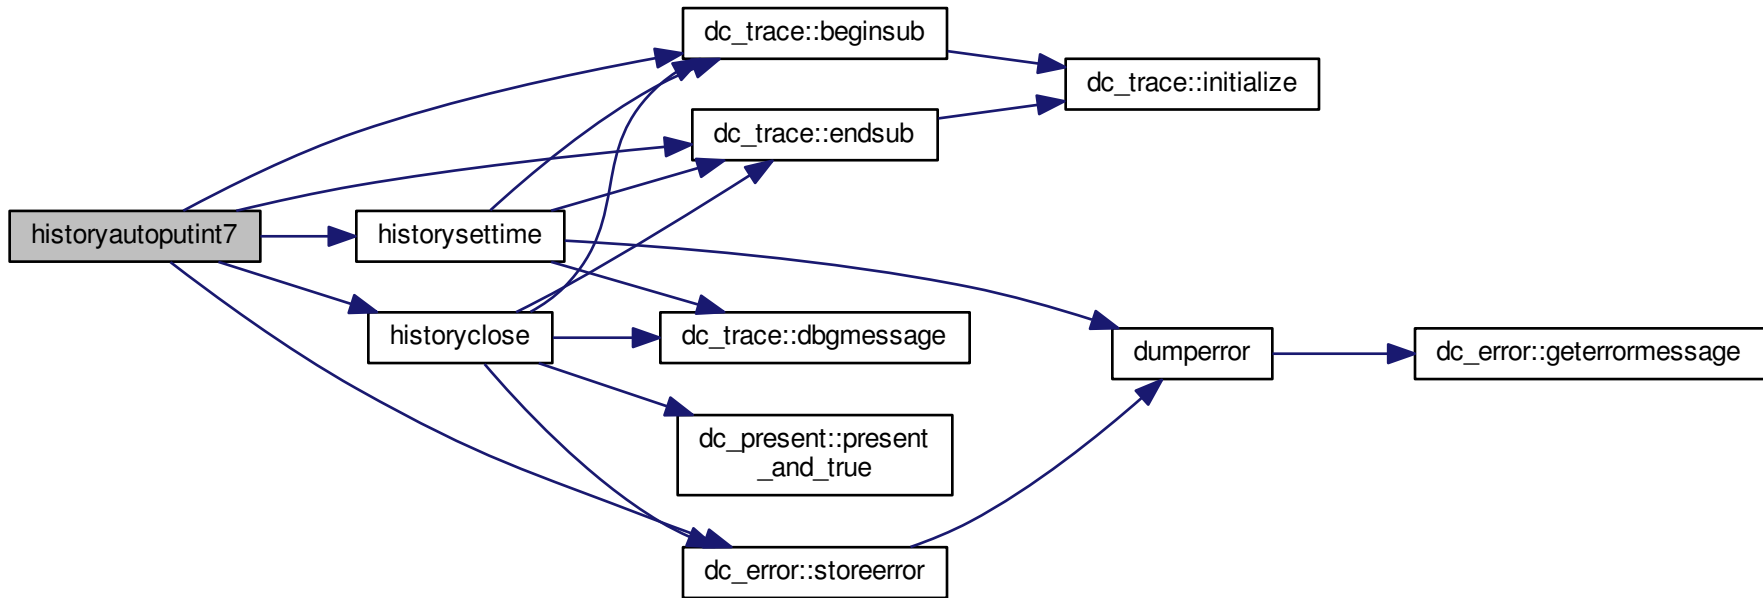 dc_trace::beginsub
dc_trace::initialize
dc_trace::endsub
historyautoputint7
historysettime
historyclose
dc_trace::dbgmessage
dumperror
dc_error::geterrormessage
dc_present::present
_and_true
dc_error::storeerror